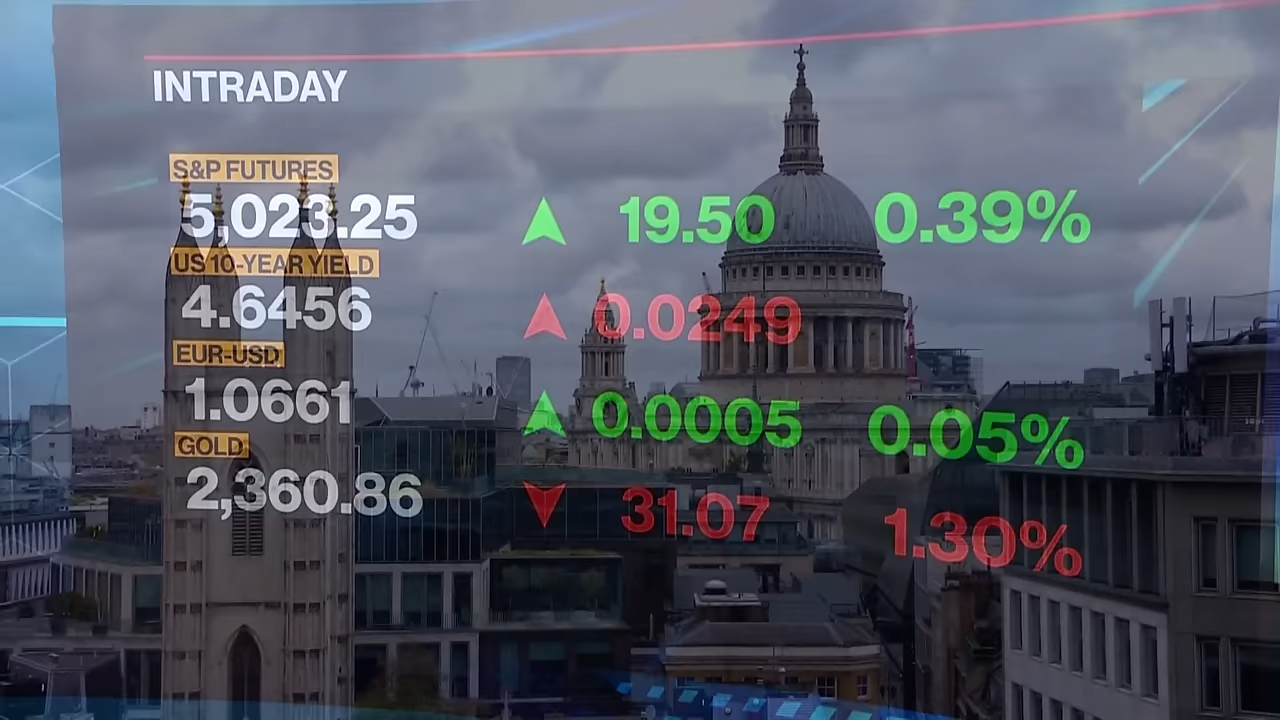 INTRADAY
S&P FUTURES
5,023.25 ▲ 19.50 0.39%
US 10-YEAR YIELD
4.6456 ▲ 0.0249
EUR-USD
1.0661 ▲ 0.0005 0.05%
GOLD
2,360.86 ▼ 31.07 1.30%